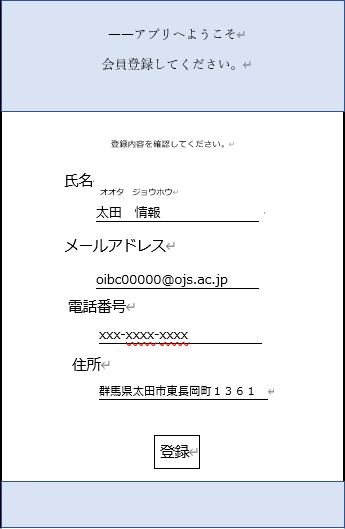 ――アプリへようこそ
会員登録してください。
登録内容を確認してください。
氏名
オオタ　ジョウホウ
太田　情報
メールアドレス
oibc00000@ojs.ac.jp
電話番号
xxx-xxxx-xxxx
住所
群馬県太田市東長岡町１３６１
登録